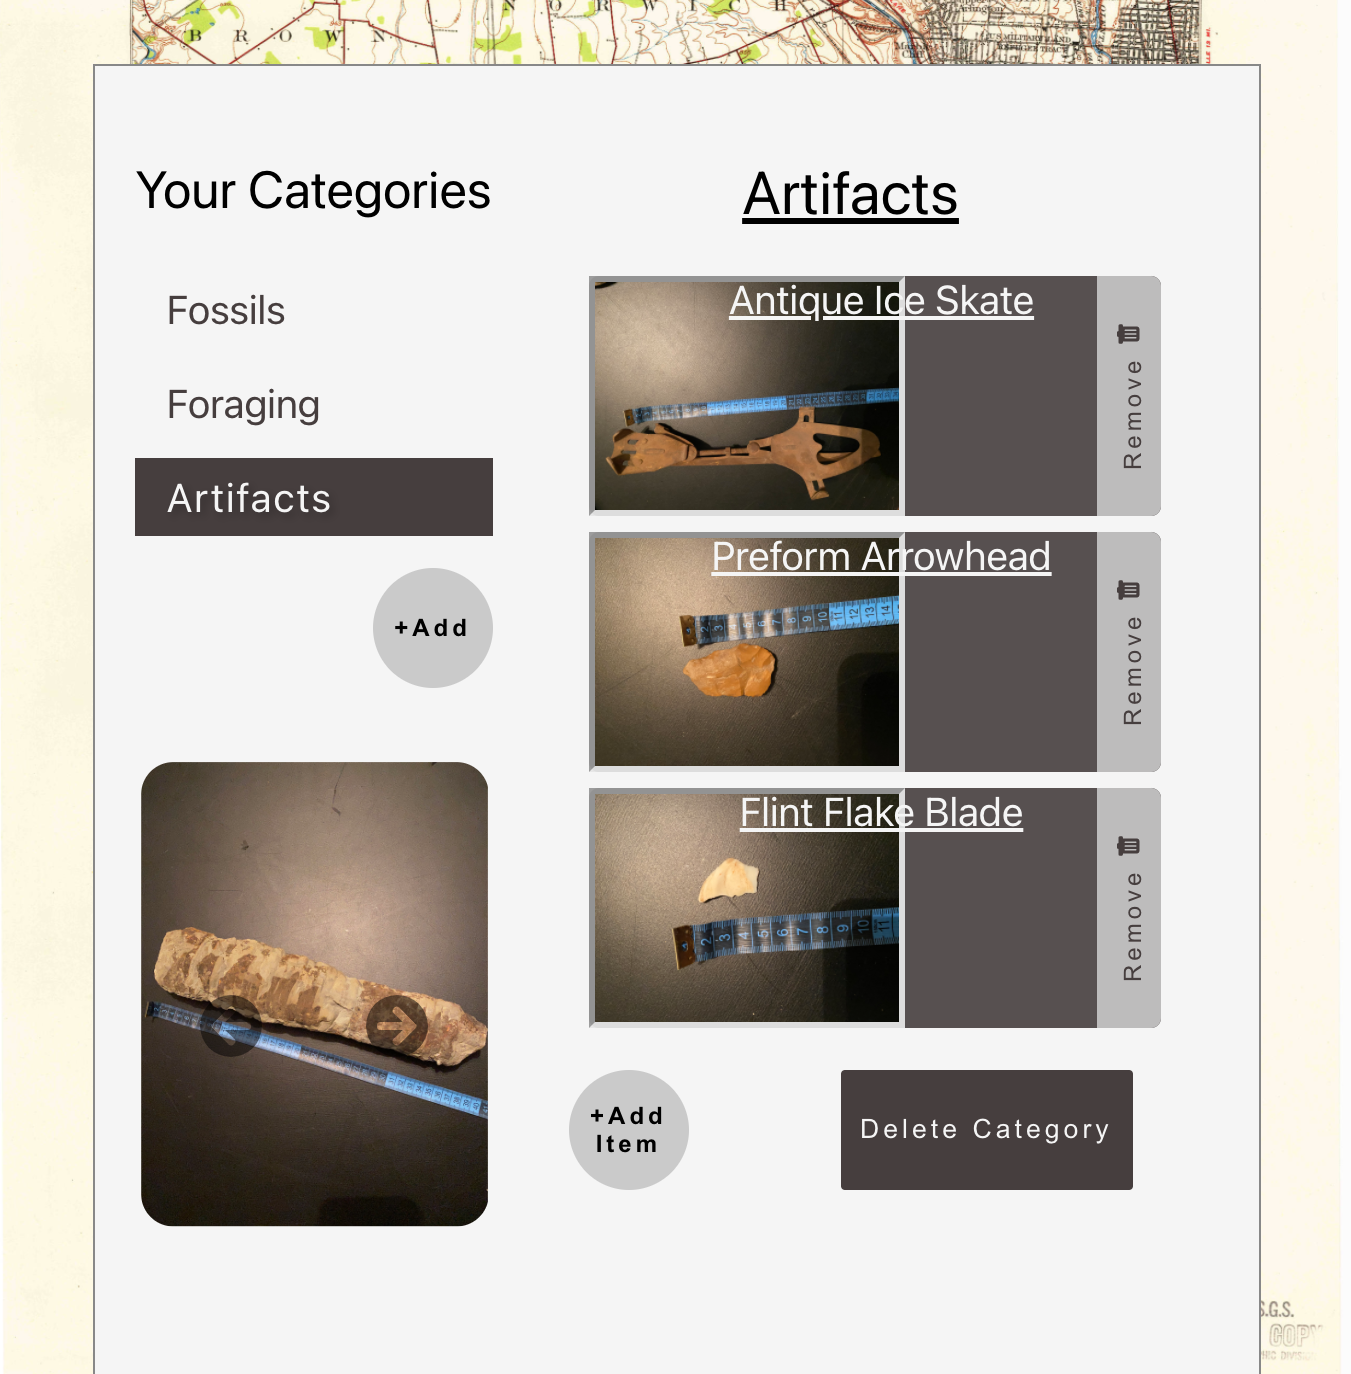 N O R W I C H
B R O W N
Your Categories
Artifacts
Fossils
Foraging
Artifacts
+Add
Antique Ice Skate
Remove
Preform Arrowhead
Remove
Flint Flake Blade
Remove
+Add
Item
Delete Category
S.G.S.
COPY